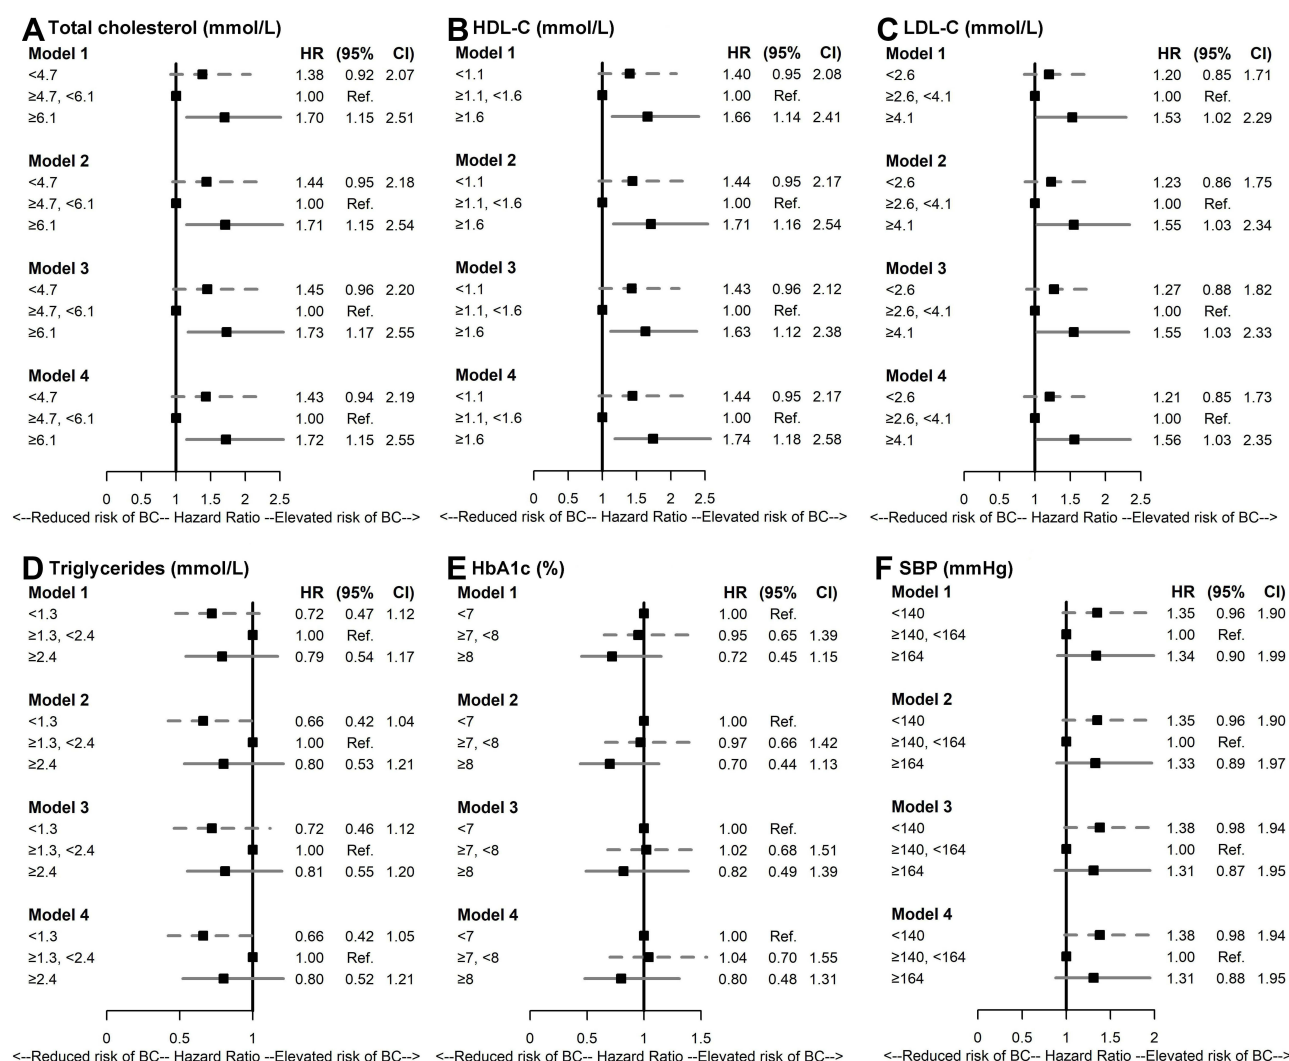 A Total cholesterol (mmol/L)
Model 1 HR (95% CI)
<4.7 1.38 0.92 2.07
≥4.7, <6.1 1.00 Ref.
≥6.1 1.70 1.15 2.51
Model 2
<4.7 1.44 0.95 2.18
≥4.7, <6.1 1.00 Ref.
≥6.1 1.71 1.15 2.54
Model 3
<4.7 1.45 0.96 2.20
≥4.7, <6.1 1.00 Ref.
≥6.1 1.73 1.17 2.55
Model 4
<4.7 1.43 0.94 2.19
≥4.7, <6.1 1.00 Ref.
≥6.1 1.72 1.15 2.55
0 0.5 1 1.5 2 2.5
<--Reduced risk of BC-- Hazard Ratio --Elevated risk of BC-->
B HDL-C (mmol/L)
Model 1 HR (95% CI)
<1.1 1.40 0.95 2.08
≥1.1, <1.6 1.00 Ref.
≥1.6 1.66 1.14 2.41
Model 2
<1.1 1.44 0.95 2.17
≥1.1, <1.6 1.00 Ref.
≥1.6 1.71 1.16 2.54
Model 3
<1.1 1.43 0.96 2.12
≥1.1, <1.6 1.00 Ref.
≥1.6 1.63 1.12 2.38
Model 4
<1.1 1.44 0.95 2.17
≥1.1, <1.6 1.00 Ref.
≥1.6 1.74 1.18 2.58
0 0.5 1 1.5 2 2.5
<--Reduced risk of BC-- Hazard Ratio --Elevated risk of BC-->
C LDL-C (mmol/L)
Model 1 HR (95% CI)
<2.6 1.20 0.85 1.71
≥2.6, <4.1 1.00 Ref.
≥4.1 1.53 1.02 2.29
Model 2
<2.6 1.23 0.86 1.75
≥2.6, <4.1 1.00 Ref.
≥4.1 1.55 1.03 2.34
Model 3
<2.6 1.27 0.88 1.82
≥2.6, <4.1 1.00 Ref.
≥4.1 1.55 1.03 2.33
Model 4
<2.6 1.21 0.85 1.73
≥2.6, <4.1 1.00 Ref.
≥4.1 1.56 1.03 2.35
0 0.5 1 1.5 2 2.5
<--Reduced risk of BC-- Hazard Ratio --Elevated risk of BC-->
D Triglycerides (mmol/L)
Model 1 HR (95% CI)
<1.3 0.72 0.47 1.12
≥1.3, <2.4 1.00 Ref.
≥2.4 0.79 0.54 1.17
Model 2
<1.3 0.66 0.42 1.04
≥1.3, <2.4 1.00 Ref.
≥2.4 0.80 0.53 1.21
Model 3
<1.3 0.72 0.46 1.12
≥1.3, <2.4 1.00 Ref.
≥2.4 0.81 0.55 1.20
Model 4
<1.3 0.66 0.42 1.05
≥1.3, <2.4 1.00 Ref.
≥2.4 0.80 0.52 1.21
0 0.5 1
<--Reduced risk of BC-- Hazard Ratio --Elevated risk of BC-->
E HbA1c (%)
Model 1 HR (95% CI)
<7 1.00 Ref.
≥7, <8 0.95 0.65 1.39
≥8 0.72 0.45 1.15
Model 2
<7 1.00 Ref.
≥7, <8 0.97 0.66 1.42
≥8 0.70 0.44 1.13
Model 3
<7 1.00 Ref.
≥7, <8 1.02 0.68 1.51
≥8 0.82 0.49 1.39
Model 4
<7 1.00 Ref.
≥7, <8 1.04 0.70 1.55
≥8 0.80 0.48 1.31
0 0.5 1 1.5
<--Reduced risk of BC-- Hazard Ratio --Elevated risk of BC-->
F SBP (mmHg)
Model 1 HR (95% CI)
<140 1.35 0.96 1.90
≥140, <164 1.00 Ref.
≥164 1.34 0.90 1.99
Model 2
<140 1.35 0.96 1.90
≥140, <164 1.00 Ref.
≥164 1.33 0.89 1.97
Model 3
<140 1.38 0.98 1.94
≥140, <164 1.00 Ref.
≥164 1.31 0.87 1.95
Model 4
<140 1.38 0.98 1.94
≥140, <164 1.00 Ref.
≥164 1.31 0.88 1.95
0 0.5 1 1.5 2
<--Reduced risk of BC-- Hazard Ratio --Elevated risk of BC-->